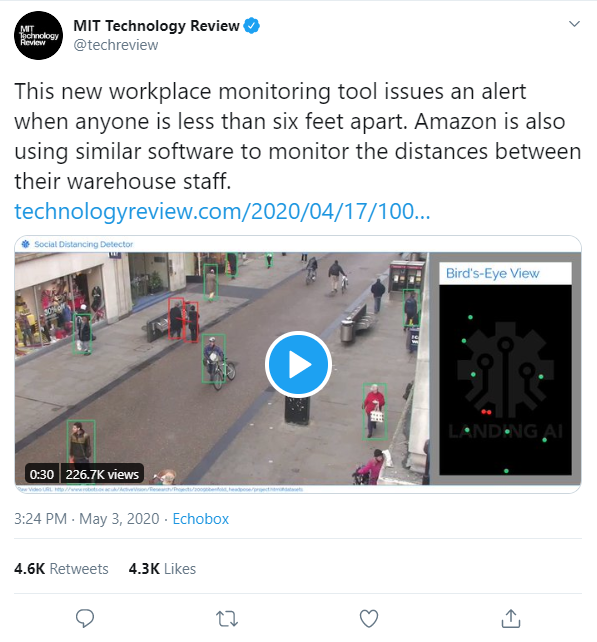 MIT
Technology
Review
MIT Technology Review
@techreview
This new workplace monitoring tool issues an alert
when anyone is less than six feet apart. Amazon is also
using similar software to monitor the distances between
their warehouse staff.
technologyreview.com/2020/04/17/100...
Social Distancing Detector
Bird's-Eye View
LANDING AI
0:30 226.7K views
3:24 PM · May 3, 2020 · Echobox
4.6K Retweets 4.3K Likes